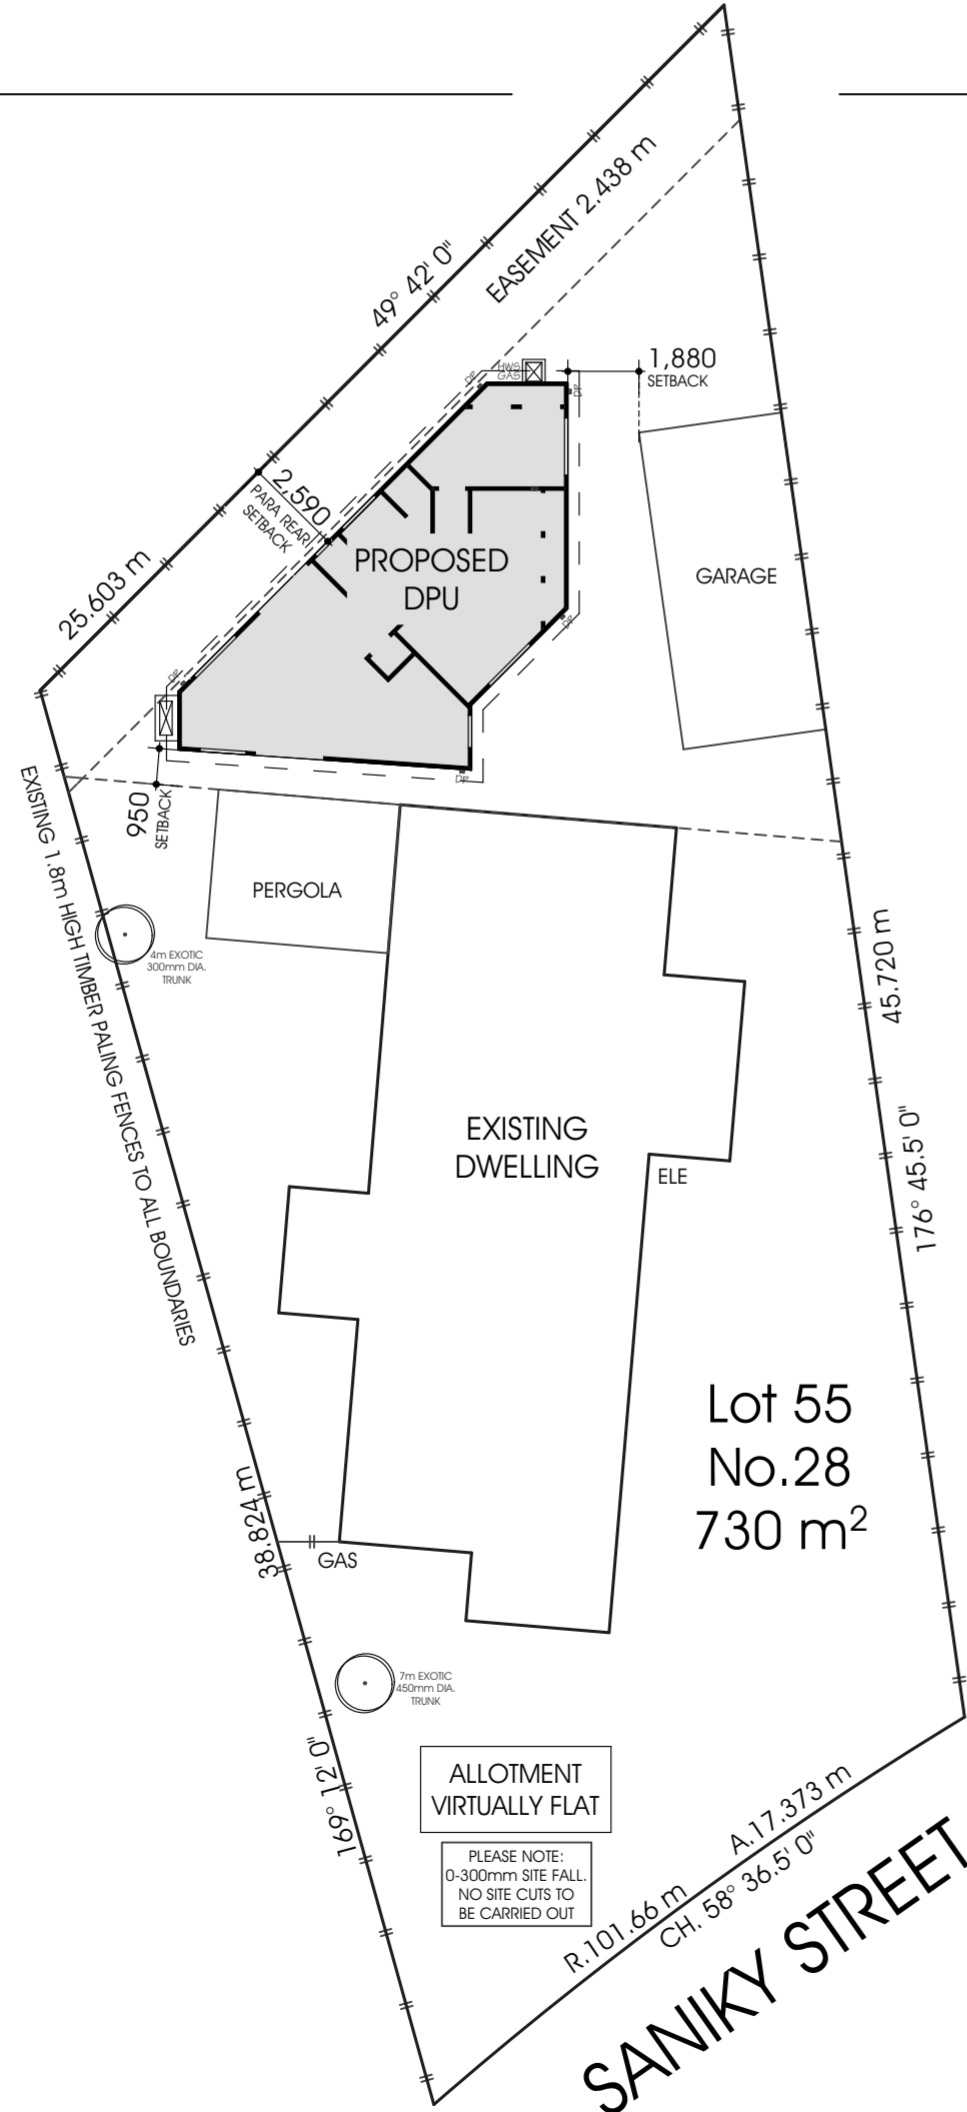 49° 42' 0"
EASEMENT 2.438 m
HWS
GAS
DP
DP
1,880
SETBACK
2,590
PARA REAR
SETBACK
25.603 m
PROPOSED
DPU
GARAGE
DP
DP
DP
950
SETBACK
EXISTING 1.8m HIGH TIMBER PALING FENCES TO ALL BOUNDARIES
PERGOLA
4m EXOTIC
300mm DIA.
TRUNK
45.720 m
EXISTING
DWELLING
ELE
176° 45.5' 0"
Lot 55
No.28
730 m²
38.824 m
GAS
7m EXOTIC
450mm DIA.
TRUNK
169° 12' 0"
ALLOTMENT
VIRTUALLY FLAT
PLEASE NOTE:
0-300mm SITE FALL.
NO SITE CUTS TO
BE CARRIED OUT
R.101.66 m
A.17.373 m
CH. 58° 36.5' 0"
SANIKY STREET